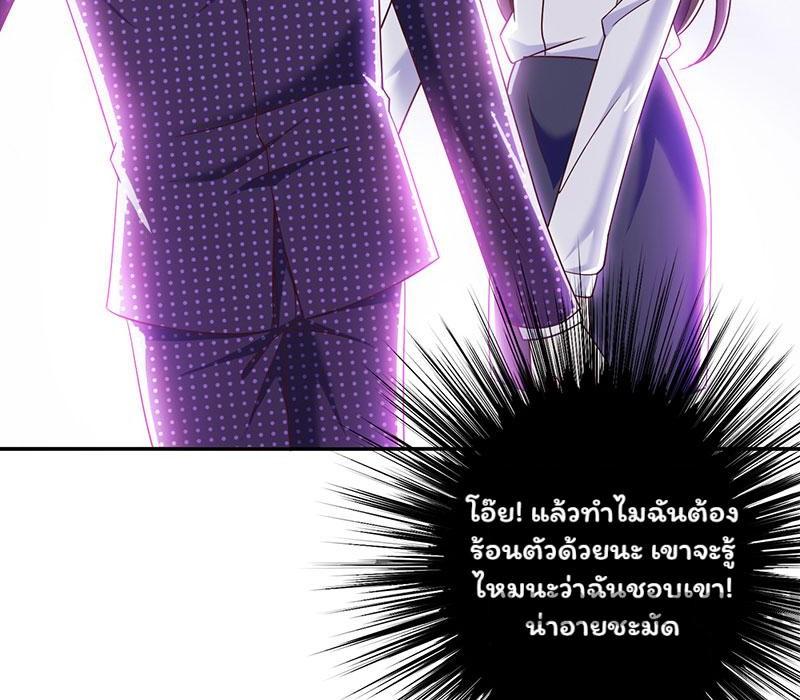 โอ๊ย! แล้วทำไมฉันต้อง
ร้อนตัวด้วยนะ เขาจะรู้
ไหมนะว่าฉันชอบเขา!
น่าอายชะมัด